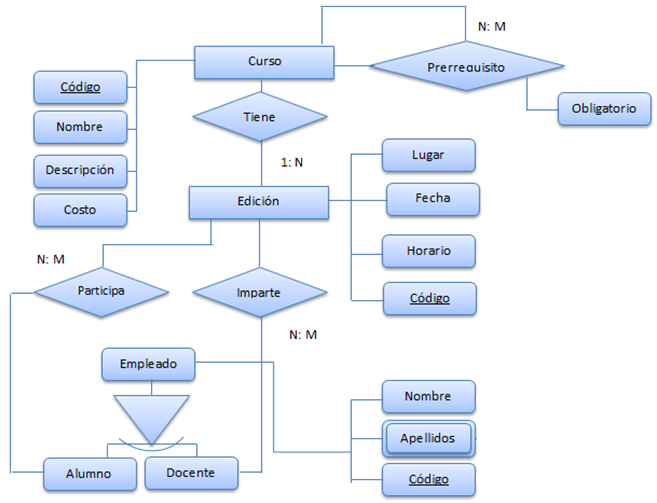 N: M
Curso
Prerrequisito
Código
Obligatorio
Tiene
Nombre
Lugar
1: N
Descripción
Edición
Fecha
Costo
Horario
N: M
Participa
Imparte
Código
N: M
Empleado
Nombre
Apellidos
Alumno
Docente
Código